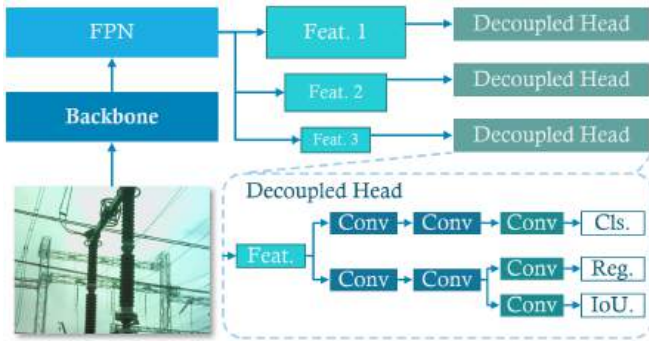 FPN
Feat. 1
Decoupled Head
Feat. 2
Decoupled Head
Backbone
Feat. 3
Decoupled Head
Decoupled Head
Conv
Conv
Conv
Cls.
Feat.
Conv
Conv
Conv
Reg.
Conv
IoU.